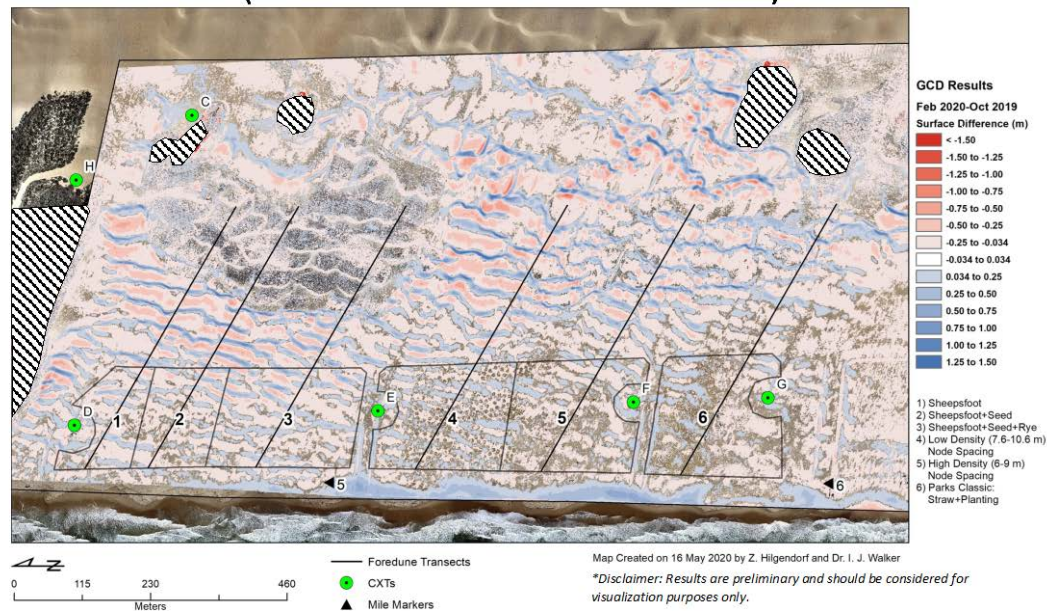 C
H
D
1
2
3
E
4
5
F
6
G
5
6
GCD Results
Feb 2020-Oct 2019
Surface Difference (m)
< -1.50
-1.50 to -1.25
-1.25 to -1.00
-1.00 to -0.75
-0.75 to -0.50
-0.50 to -0.25
-0.25 to -0.034
-0.034 to 0.034
0.034 to 0.25
0.25 to 0.50
0.50 to 0.75
0.75 to 1.00
1.00 to 1.25
1.25 to 1.50
1) Sheepsfoot
2) Sheepsfoot+Seed
3) Sheepsfoot+Seed+Rye
4) Low Density (7.6-10.6 m)
Node Spacing
5) High Density (6-9 m)
Node Spacing
6) Parks Classic:
Straw+Planting
Z
0 115 230 460
Meters
Foredune Transects
CXTs
Mile Markers
Map Created on 16 May 2020 by Z. Hilgendorf and Dr. I. J. Walker
*Disclaimer: Results are preliminary and should be considered for
visualization purposes only.